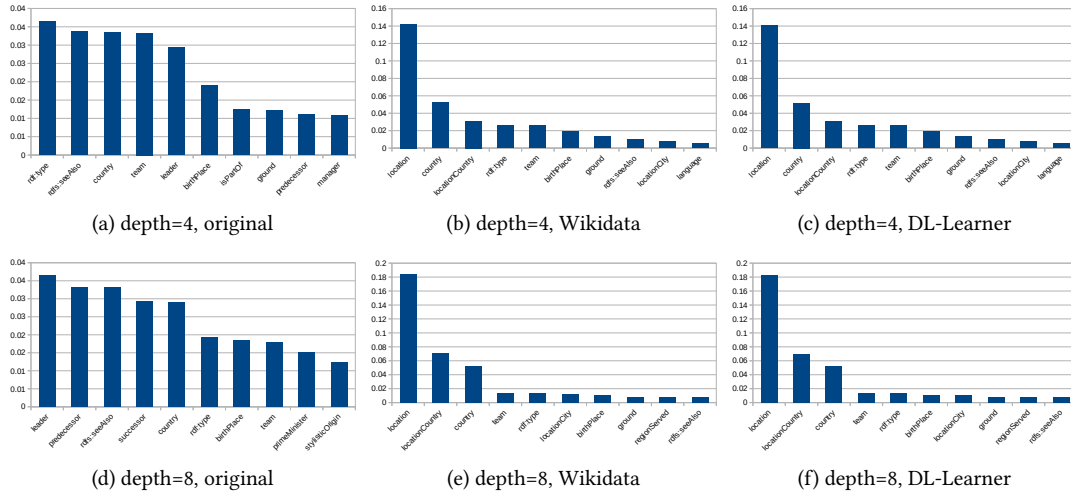 0.04
0.04
0.03
0.03
0.02
0.02
0.01
0.01
0
rdf:type
rdfs:seeAlso
country
team
leader
birthPlace
isPartOf
ground
predecessor
manager
(a) depth=4, original
0.16
0.14
0.12
0.1
0.08
0.06
0.04
0.02
0
location
country
locationCountry
rdf:type
team
birthPlace
ground
rdfs:seeAlso
locationCity
language
(b) depth=4, Wikidata
0.16
0.14
0.12
0.1
0.08
0.06
0.04
0.02
0
location
country
locationCountry
rdf:type
team
birthPlace
ground
rdfs:seeAlso
locationCity
language
(c) depth=4, DL-Learner
0.04
0.04
0.03
0.03
0.02
0.02
0.01
0.01
0
leader
predecessor
rdfs:seeAlso
successor
country
rdf:type
birthPlace
team
primeMinister
stylisticOrigin
(d) depth=8, original
0.2
0.18
0.16
0.14
0.12
0.1
0.08
0.06
0.04
0.02
0
location
locationCountry
country
team
rdf:type
locationCity
birthPlace
ground
regionServed
rdfs:seeAlso
(e) depth=8, Wikidata
0.2
0.18
0.16
0.14
0.12
0.1
0.08
0.06
0.04
0.02
0
location
locationCountry
country
team
rdf:type
birthPlace
locationCity
ground
regionServed
rdfs:seeAlso
(f) depth=8, DL-Learner